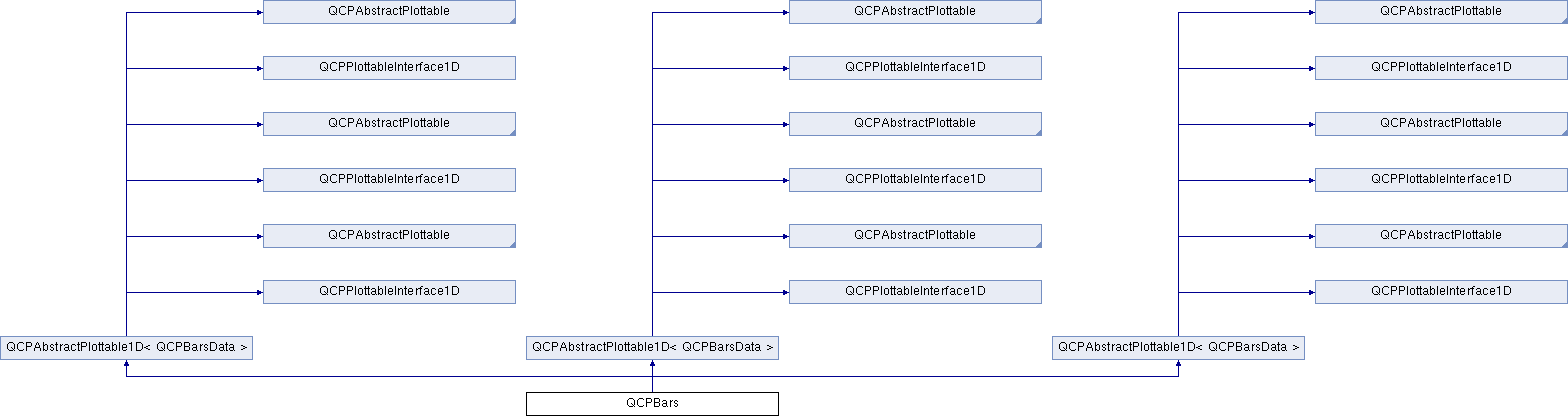 QCPAbstractPlottable QCPAbstractPlottable QCPAbstractPlottable
QCPPlottableInterface1D QCPPlottableInterface1D QCPPlottableInterface1D
QCPAbstractPlottable QCPAbstractPlottable QCPAbstractPlottable
QCPPlottableInterface1D QCPPlottableInterface1D QCPPlottableInterface1D
QCPAbstractPlottable QCPAbstractPlottable QCPAbstractPlottable
QCPPlottableInterface1D QCPPlottableInterface1D QCPPlottableInterface1D
QCPAbstractPlottable1D< QCPBarsData > QCPAbstractPlottable1D< QCPBarsData > QCPAbstractPlottable1D< QCPBarsData >
QCPBars